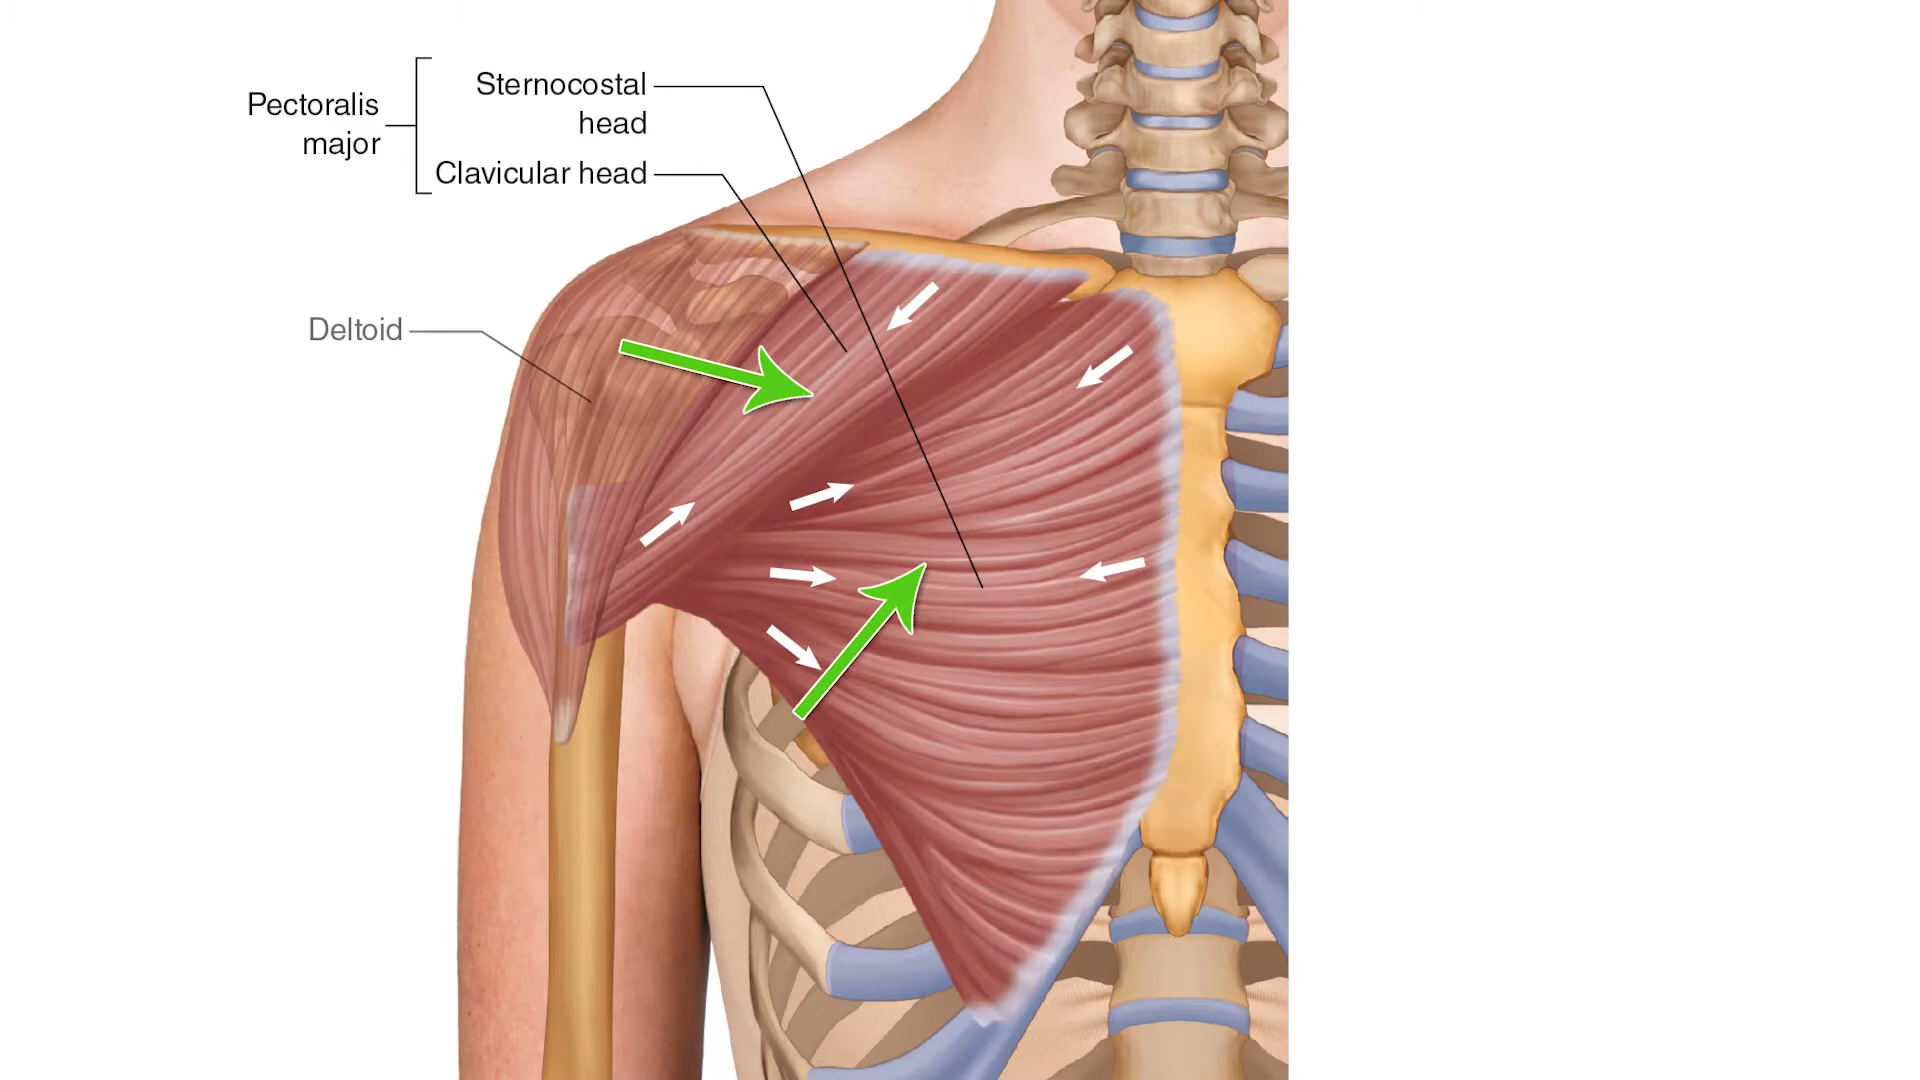 Pectoralis
major
Sternocostal
head
Clavicular head
Deltoid